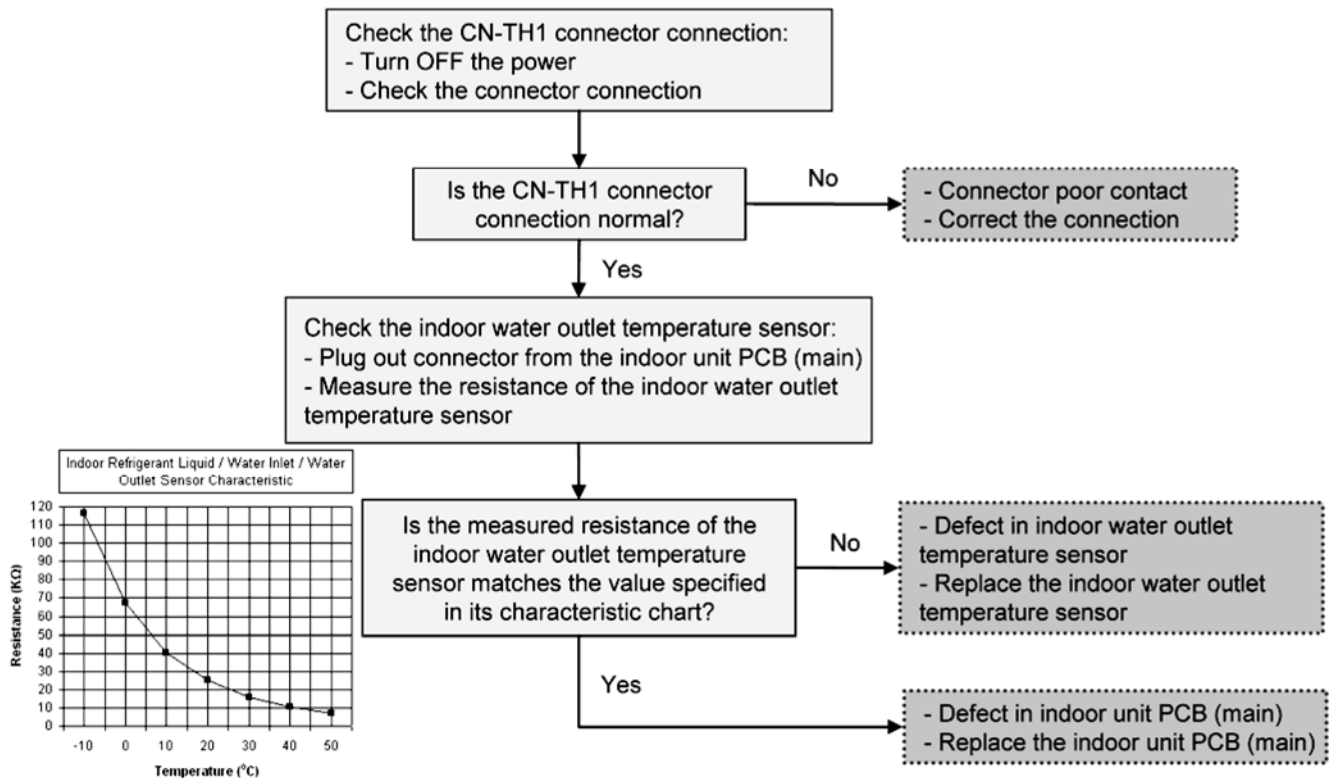 Check the CN-TH1 connector connection:
- Turn OFF the power
- Check the connector connection
Is the CN-TH1 connector
connection normal?
No
- Connector poor contact
- Correct the connection
Yes
Check the indoor water outlet temperature sensor:
- Plug out connector from the indoor unit PCB (main)
- Measure the resistance of the indoor water outlet
temperature sensor
Indoor Refrigerant Liquid / Water Inlet / Water
Outlet Sensor Characteristic
Resistance (KΩ)
120
110
100
90
80
70
60
50
40
30
20
10
0
-10 0 10 20 30 40 50
Temperature (°C)
Is the measured resistance of the
indoor water outlet temperature
sensor matches the value specified
in its characteristic chart?
No
- Defect in indoor water outlet
temperature sensor
- Replace the indoor water outlet
temperature sensor
Yes
- Defect in indoor unit PCB (main)
- Replace the indoor unit PCB (main)